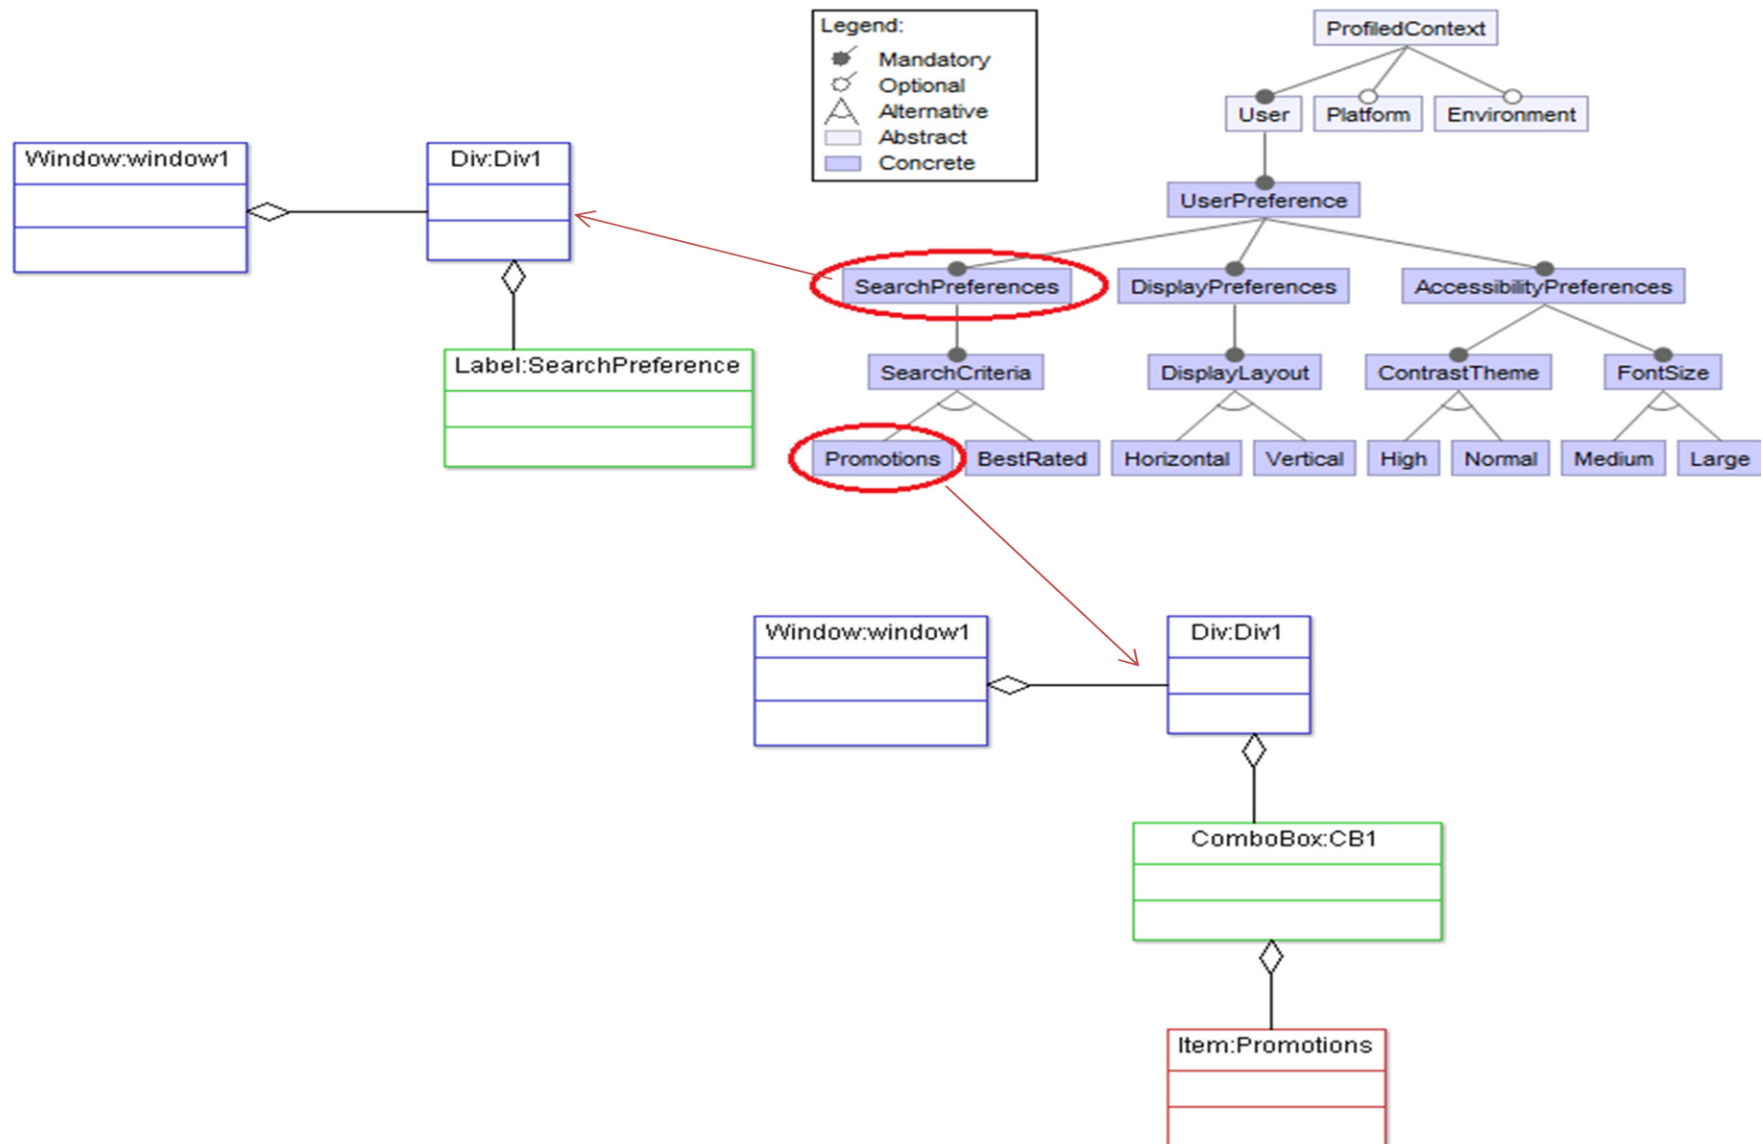 Legend:
Mandatory
Optional
Alternative
Abstract
Concrete
ProfiledContext
User
Platform
Environment
UserPreference
SearchPreferences
DisplayPreferences
AccessibilityPreferences
SearchCriteria
DisplayLayout
ContrastTheme
FontSize
Promotions
BestRated
Horizontal
Vertical
High
Normal
Medium
Large
Window:window1
Div:Div1
Label:SearchPreference
Window:window1
Div:Div1
ComboBox:CB1
Item:Promotions